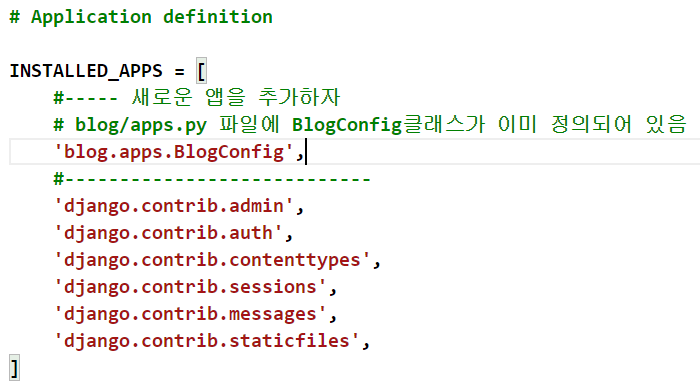 # Application definition
INSTALLED_APPS = [
#----- 새로운 앱을 추가하자
# blog/apps.py 파일에 BlogConfig클래스가 이미 정의되어 있음
'blog.apps.BlogConfig',
#----------------------------
'django.contrib.admin',
'django.contrib.auth',
'django.contrib.contenttypes',
'django.contrib.sessions',
'django.contrib.messages',
'django.contrib.staticfiles',
]